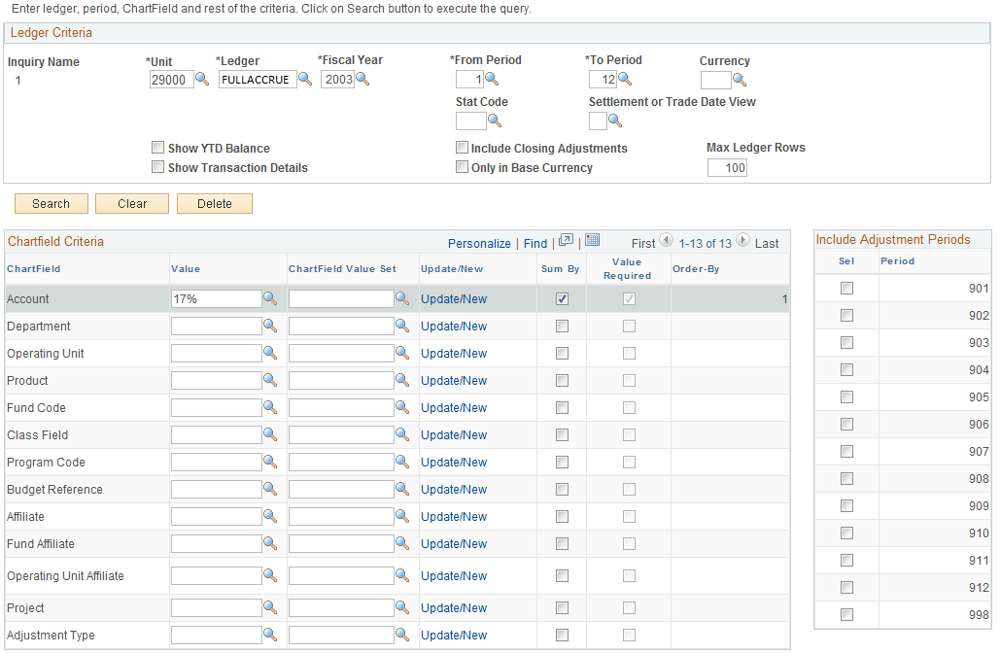 Enter ledger, period, ChartField and rest of the criteria. Click on Search button to execute the query.
Ledger Criteria
Inquiry Name *Unit *Ledger *Fiscal Year *From Period *To Period Currency
1 29000 FULLACCRUE 2003 1 12
Stat Code Settlement or Trade Date View
Show YTD Balance Include Closing Adjustments Max Ledger Rows
Show Transaction Details Only in Base Currency 100
Search Clear Delete
Chartfield Criteria Personalize | Find | | First 1-13 of 13 Last
ChartField Value ChartField Value Set Update/New Sum By Value Required Order-By
Account 17% Update/New 1
Department Update/New
Operating Unit Update/New
Product Update/New
Fund Code Update/New
Class Field Update/New
Program Code Update/New
Budget Reference Update/New
Affiliate Update/New
Fund Affiliate Update/New
Operating Unit Affiliate Update/New
Project Update/New
Adjustment Type Update/New
Include Adjustment Periods
Sel Period
901
902
903
904
905
906
907
908
909
910
911
912
998